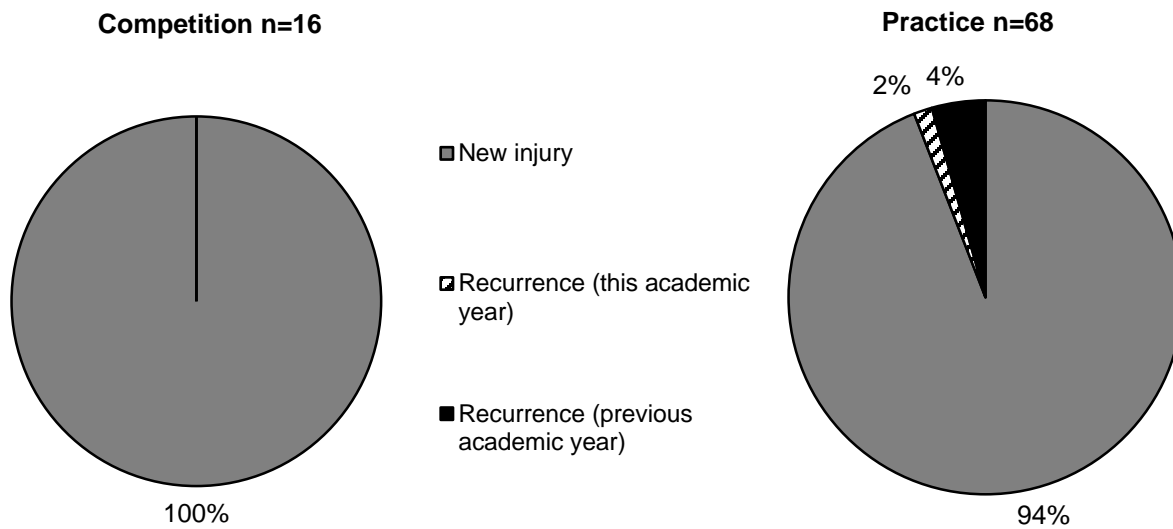 Competition n=16
100%
New injury
Recurrence (this academic
year)
Recurrence (previous
academic year)
Practice n=68
2%
4%
94%